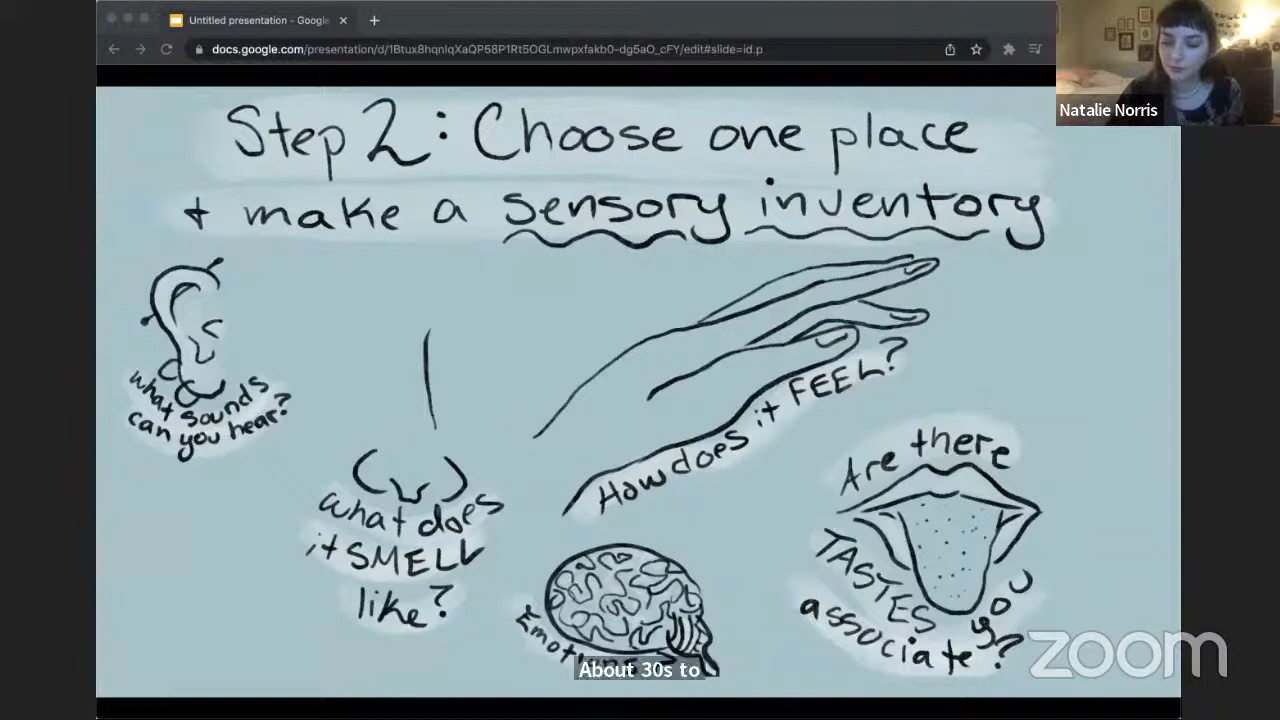 Untitled presentation - Google
docs.google.com/presentation/d/1Btux8hqnIqXaQP58P1Rt5OGLmwpxfakb0-dg5aO_cFY/edit#slide=id.p
Natalie Norris
Step 2: Choose one place
+ make a sensory inventory
what sounds
can you hear?
what does
it SMELL
like?
How does it FEEL?
Emotions
Are there
TASTES you
associate?
About 30s to
zoom